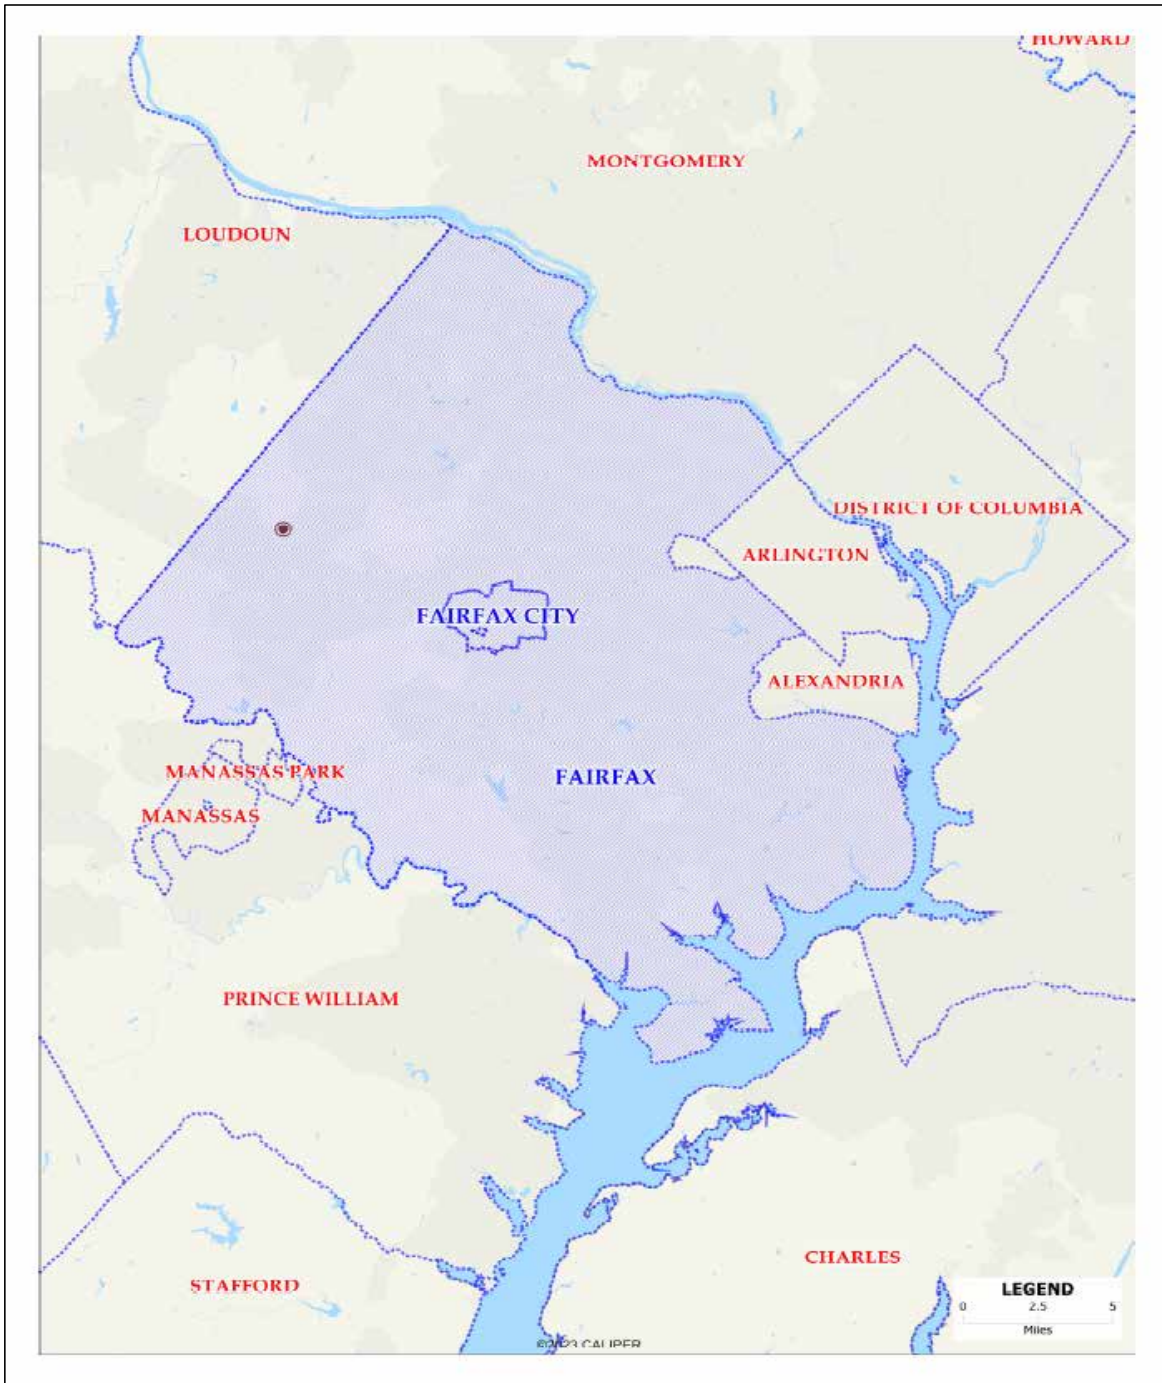 HOWARD
MONTGOMERY
LOUDOUN
DISTRICT OF COLUMBIA
ARLINGTON
FAIRFAX CITY
ALEXANDRIA
FAIRFAX
MANASSAS PARK
MANASSAS
PRINCE WILLIAM
CHARLES
STAFFORD
LEGEND
0 2.5 5
Miles
©2023 CALIPER